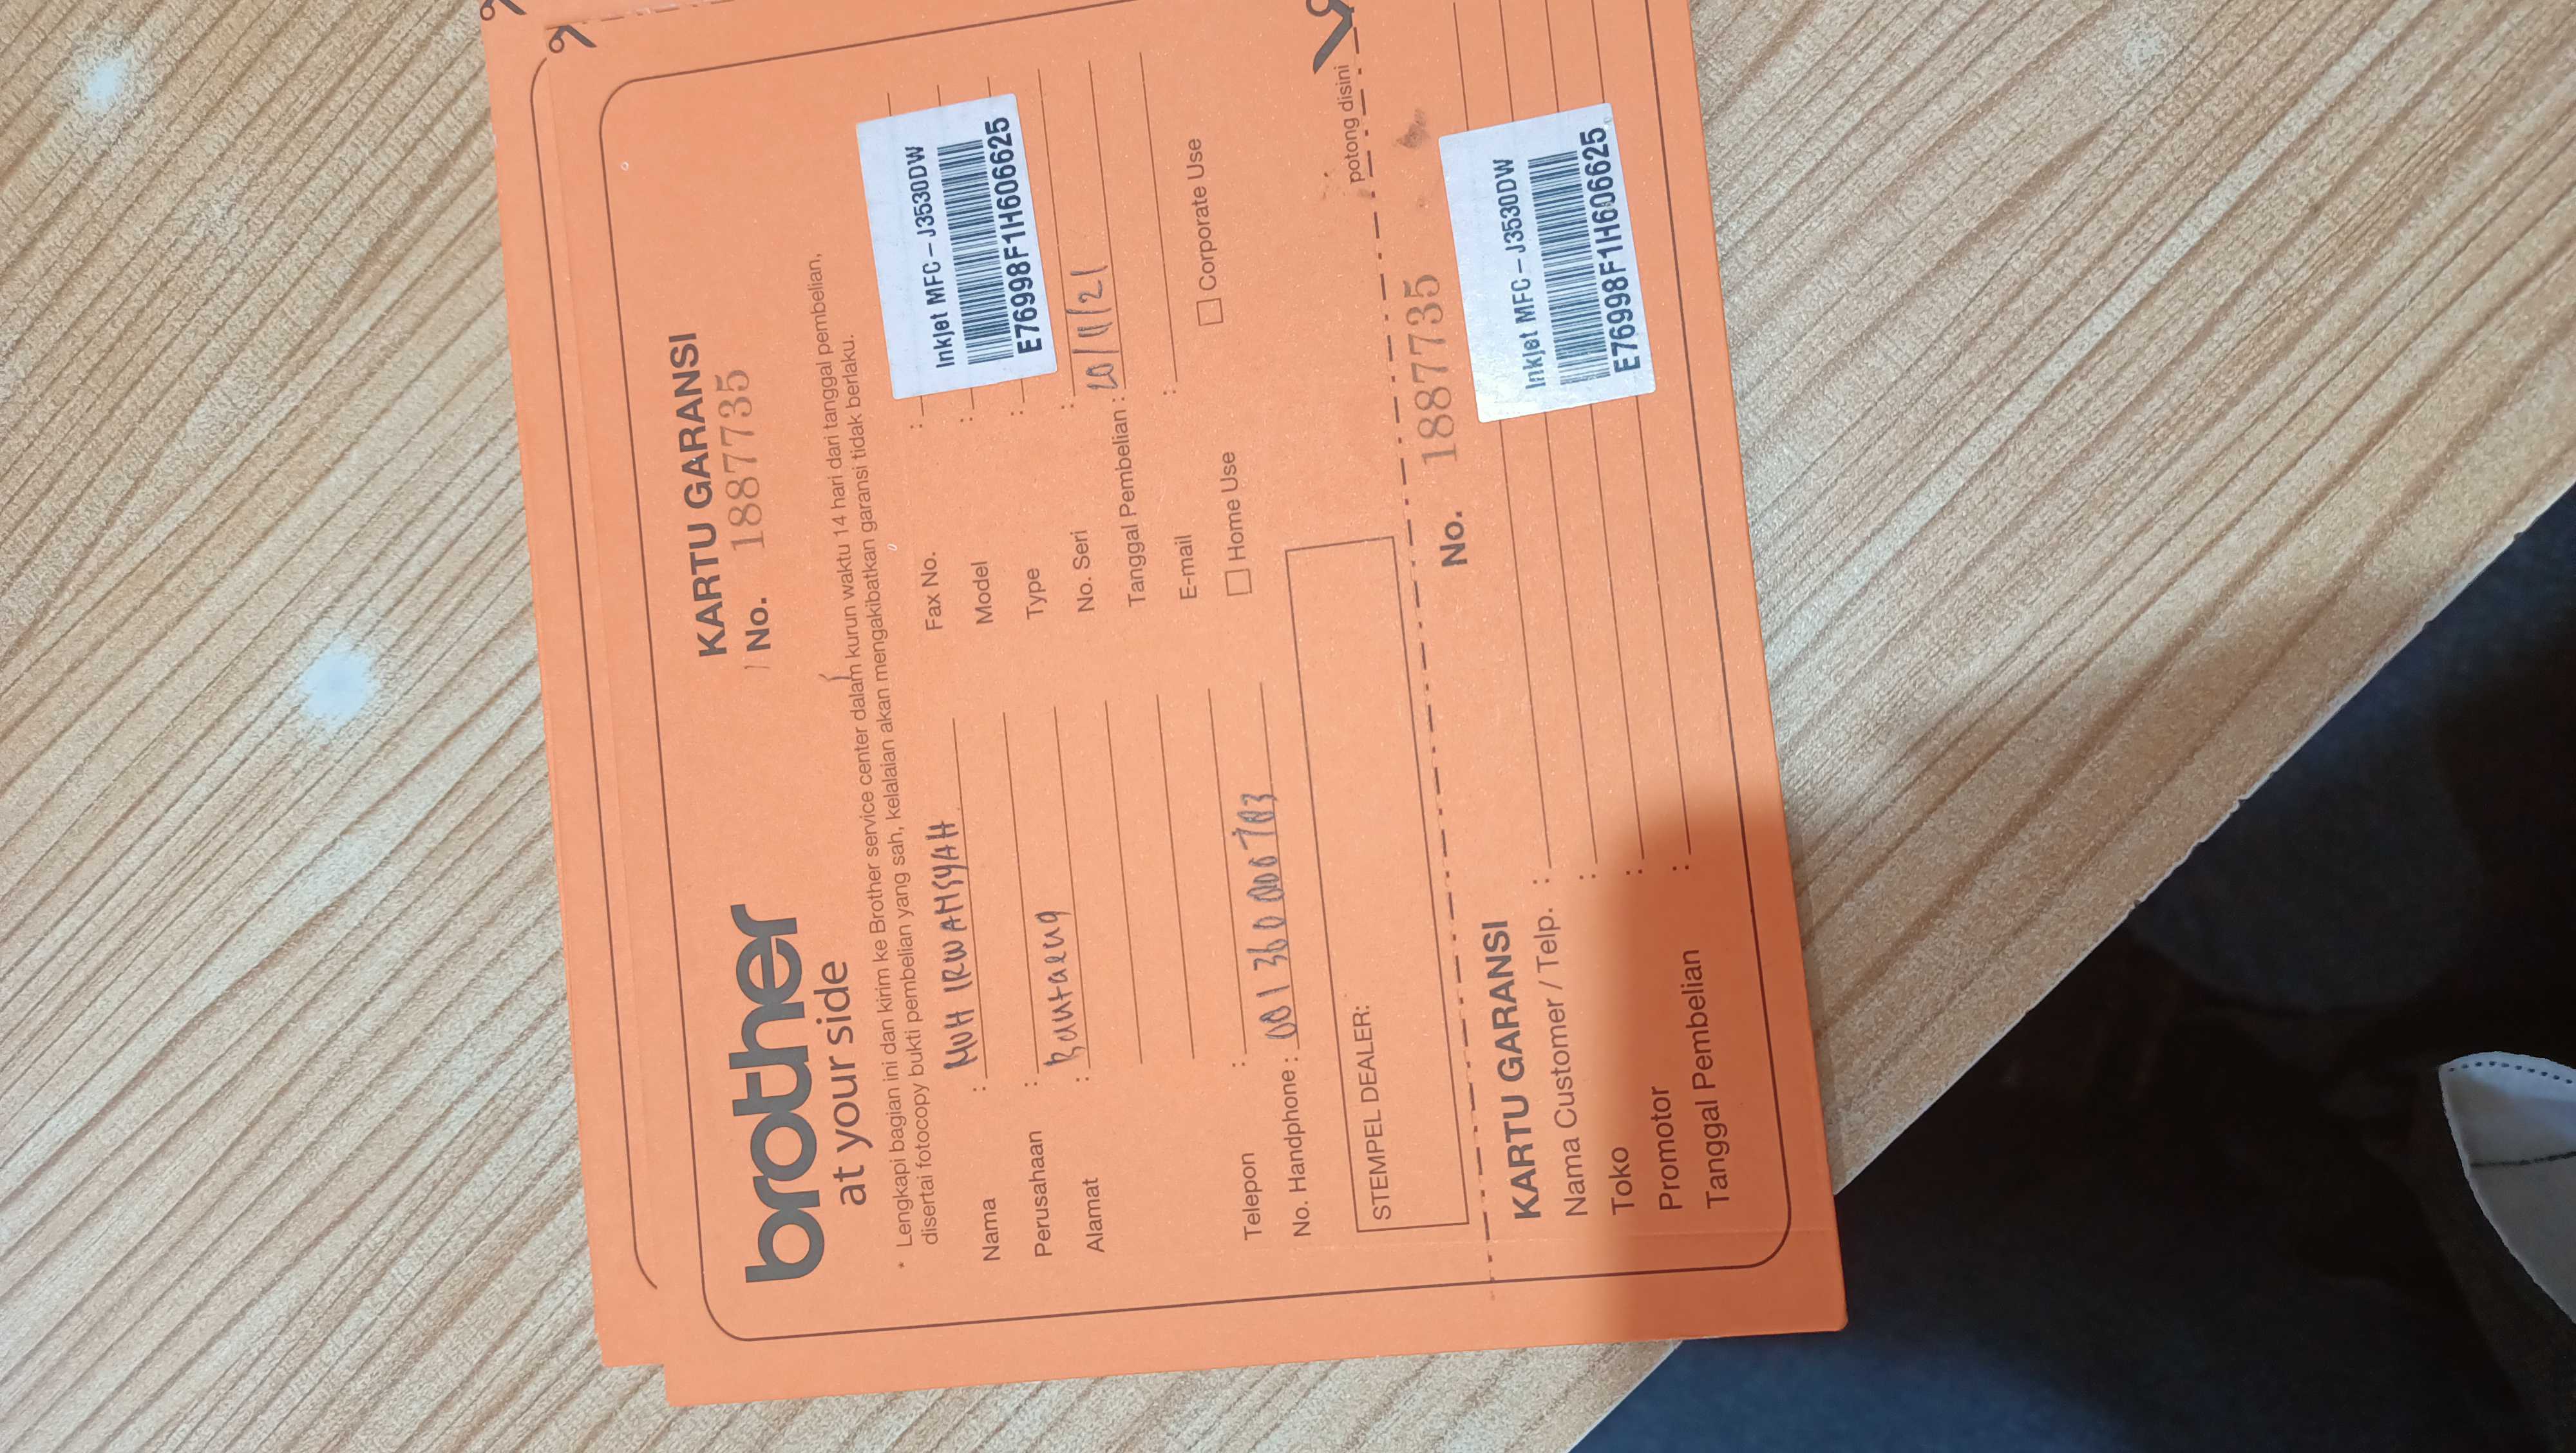 brother
at your side
KARTU GARANSI
No. 1887735
* Lengkapi bagian ini dan kirim ke Brother service center dalam kurun waktu 14 hari dari tanggal pembelian,
disertai fotocopy bukti pembelian yang sah, kelalaian akan mengakibatkan garansi tidak berlaku.
Nama : MUH IRWANSYAH
Perusahaan :
Alamat : Bantaeng
Telepon :
No. Handphone :
Fax No. :
Model :
Type :
No. Seri :
Tanggal Pembelian : 20/11/21
E-mail :
Home Use
Corporate Use
Inkjet MFC-J3530DW
E76998F1H606625
STEMPEL DEALER:
potong disini
KARTU GARANSI
No. 1887735
Nama Customer / Telp. :
Toko :
Promotor :
Tanggal Pembelian :
Inkjet MFC-J3530DW
E76998F1H606625